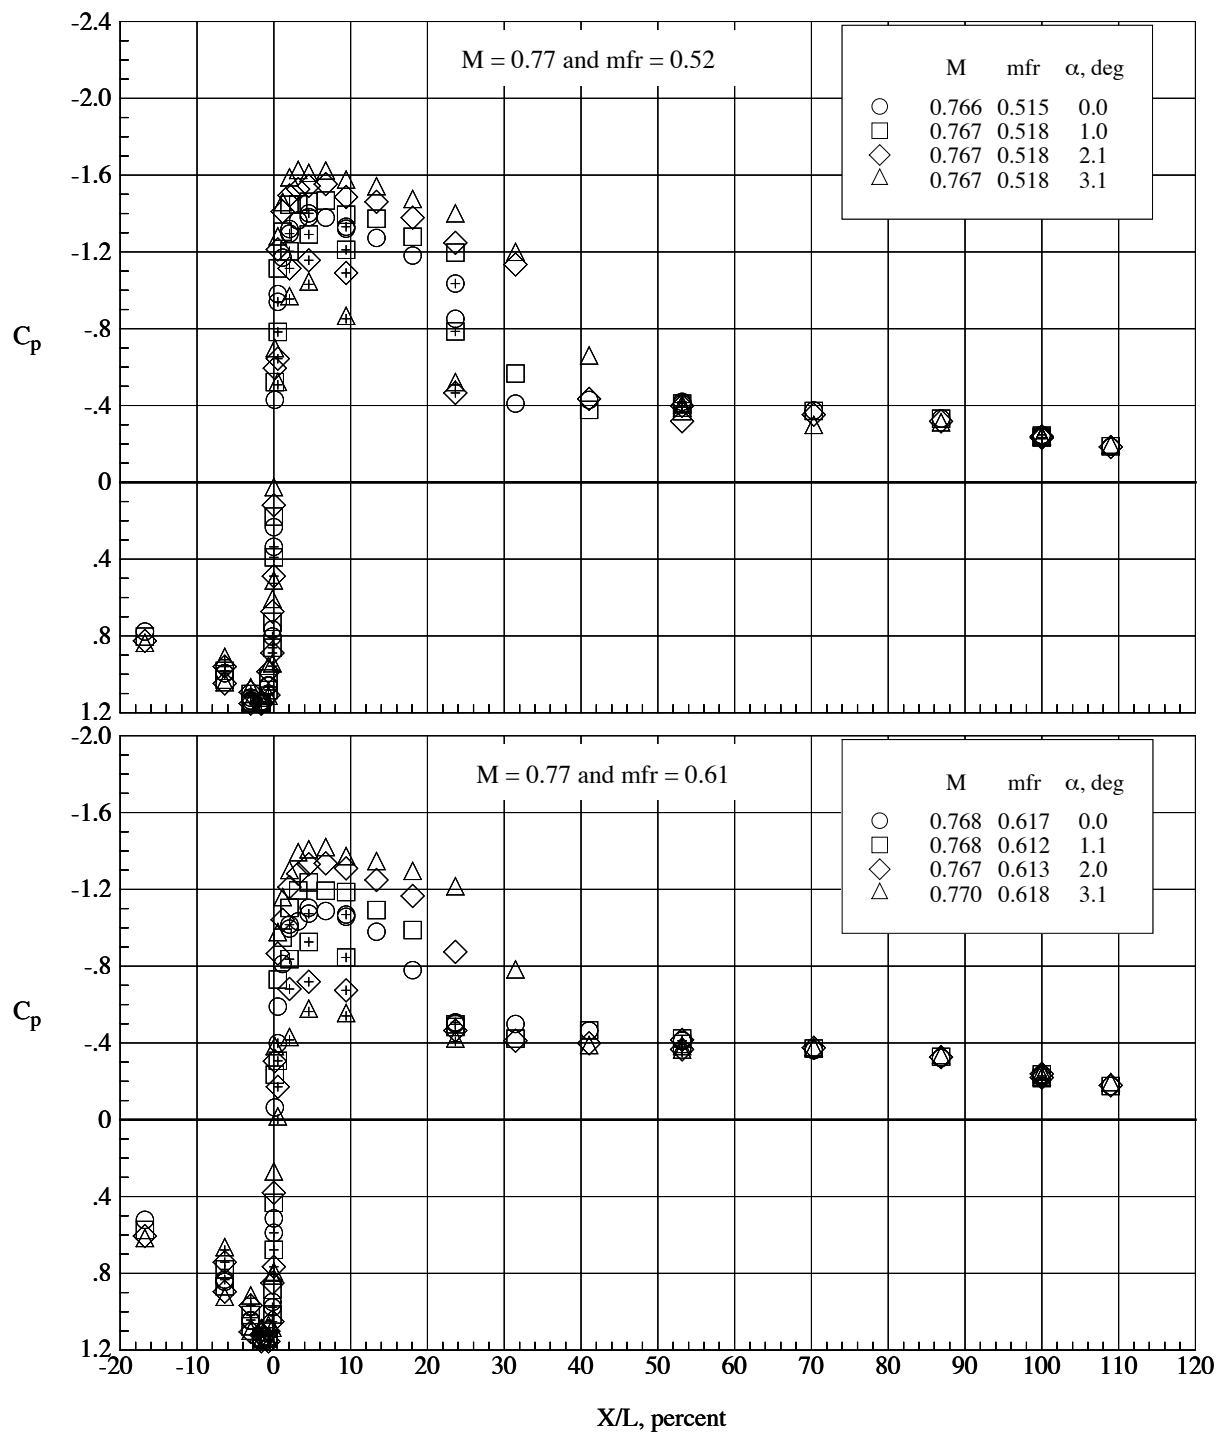 -2.4
M = 0.77 and mfr = 0.52
M mfr α, deg
0.766 0.515 0.0
0.767 0.518 1.0
0.767 0.518 2.1
0.767 0.518 3.1
-2.0
-1.6
-1.2
-.8
Cp
-.4
0
.4
.8
1.2
-2.0
M = 0.77 and mfr = 0.61
M mfr α, deg
0.768 0.617 0.0
0.768 0.612 1.1
0.767 0.613 2.0
0.770 0.618 3.1
-1.6
-1.2
-.8
Cp
-.4
0
.4
.8
1.2
-20 -10 0 10 20 30 40 50 60 70 80 90 100 110 120
X/L, percent